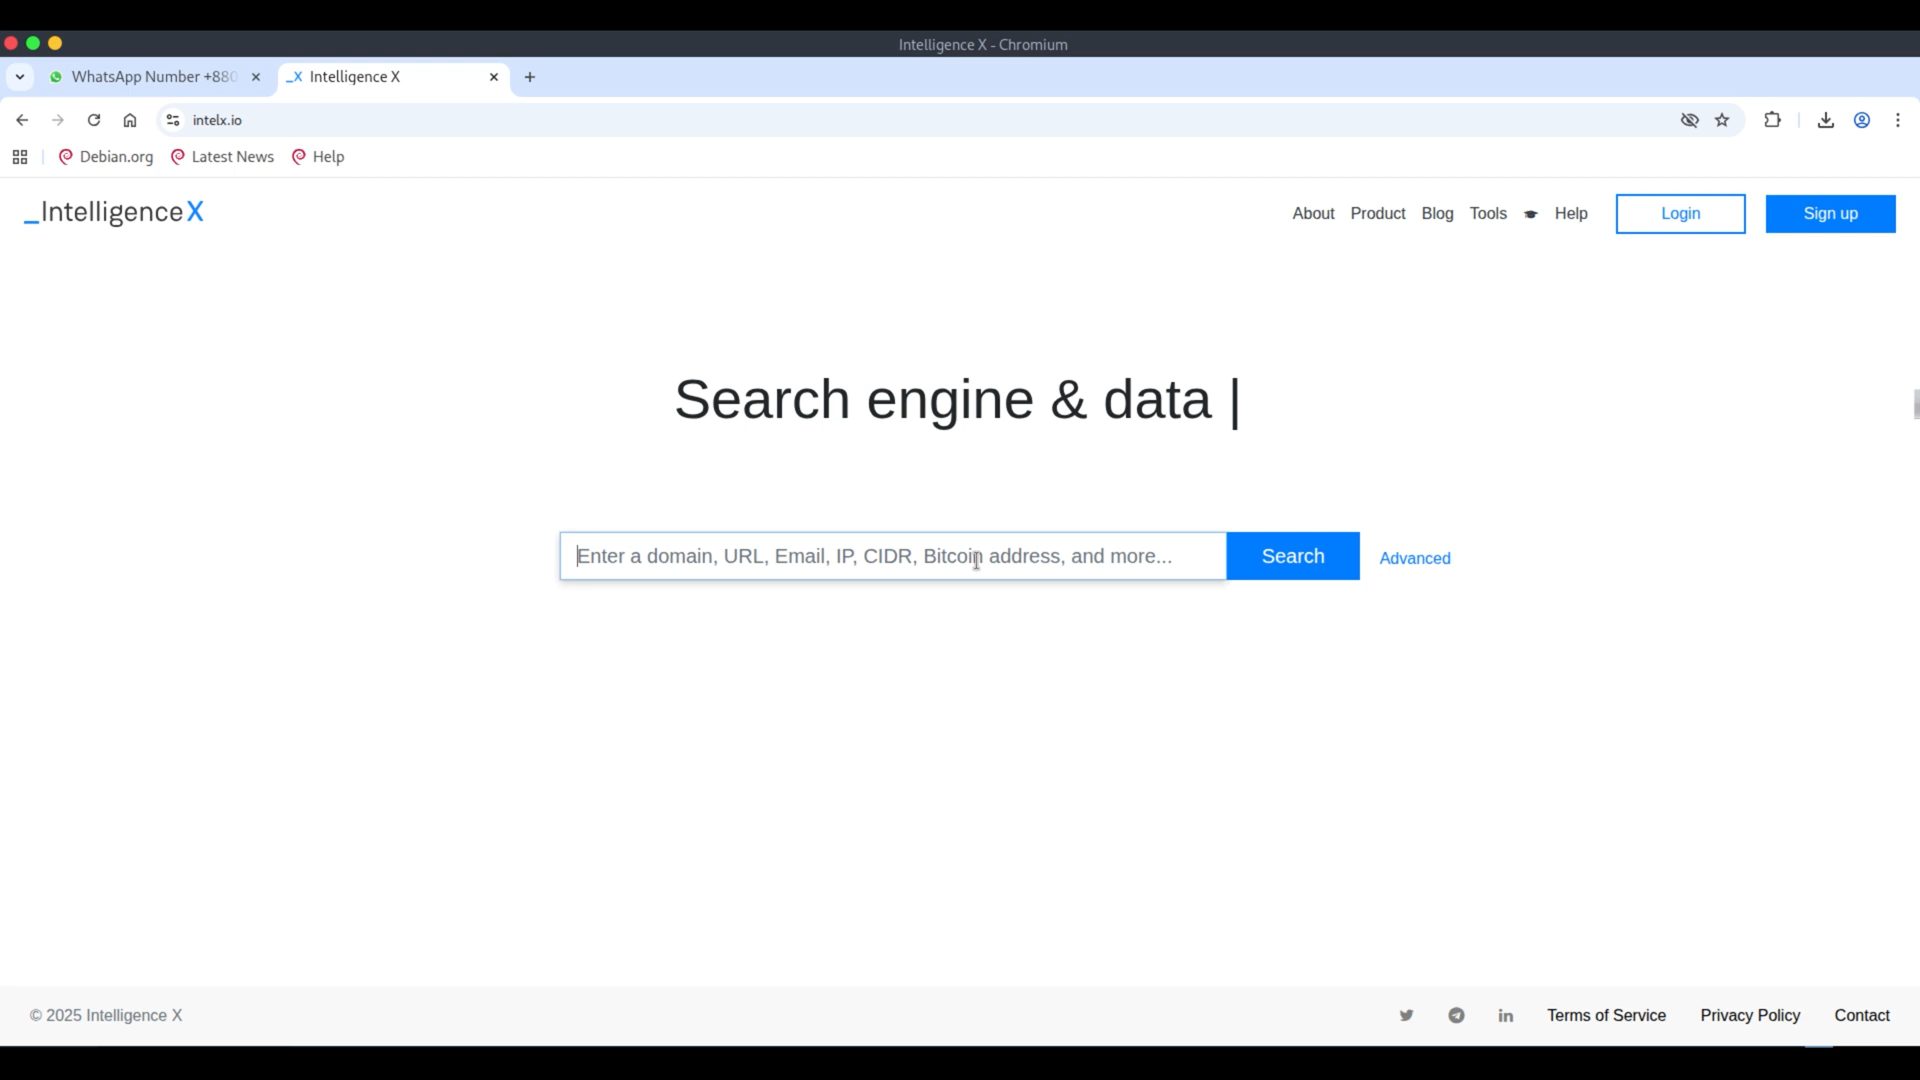 Intelligence X - Chromium
WhatsApp Number +880
_X Intelligence X
intelx.io
Debian.org Latest News Help
_IntelligenceX
About Product Blog Tools Help Login Sign up
Search engine & data |
Enter a domain, URL, Email, IP, CIDR, Bitcoin address, and more... Search Advanced
© 2025 Intelligence X
Terms of Service Privacy Policy Contact